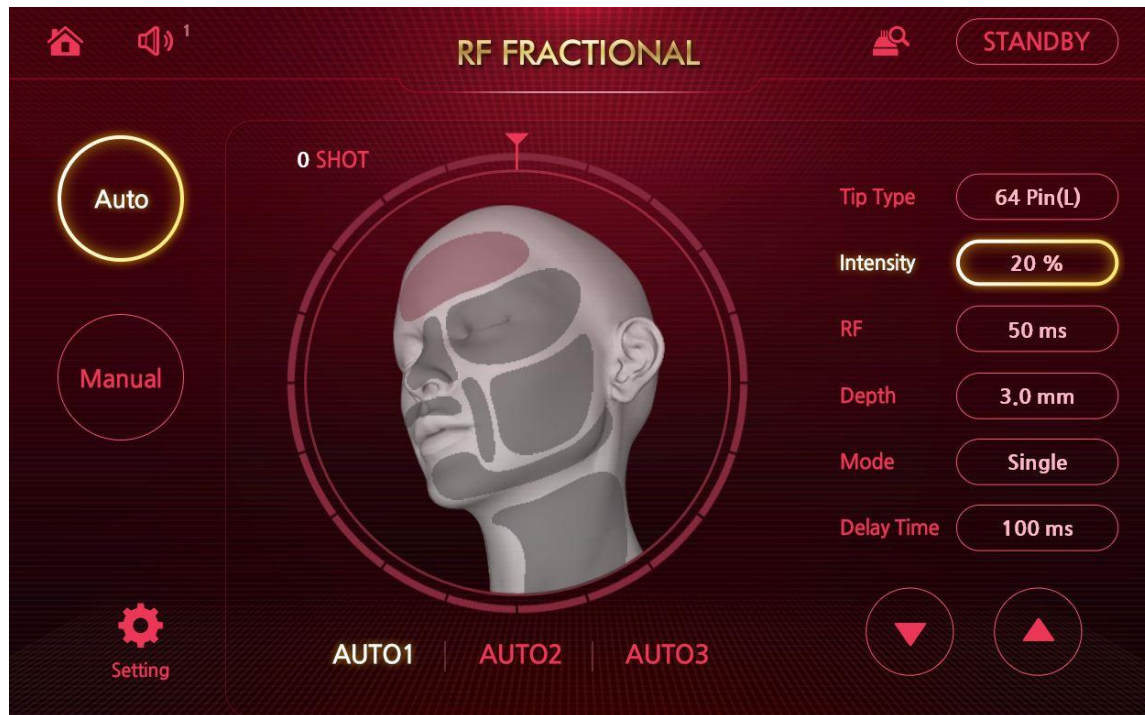 1
RF FRACTIONAL
STANDBY
Auto
Manual
Setting
0 SHOT
AUTO1
AUTO2
AUTO3
Tip Type 64 Pin(L)
Intensity 20 %
RF 50 ms
Depth 3.0 mm
Mode Single
Delay Time 100 ms